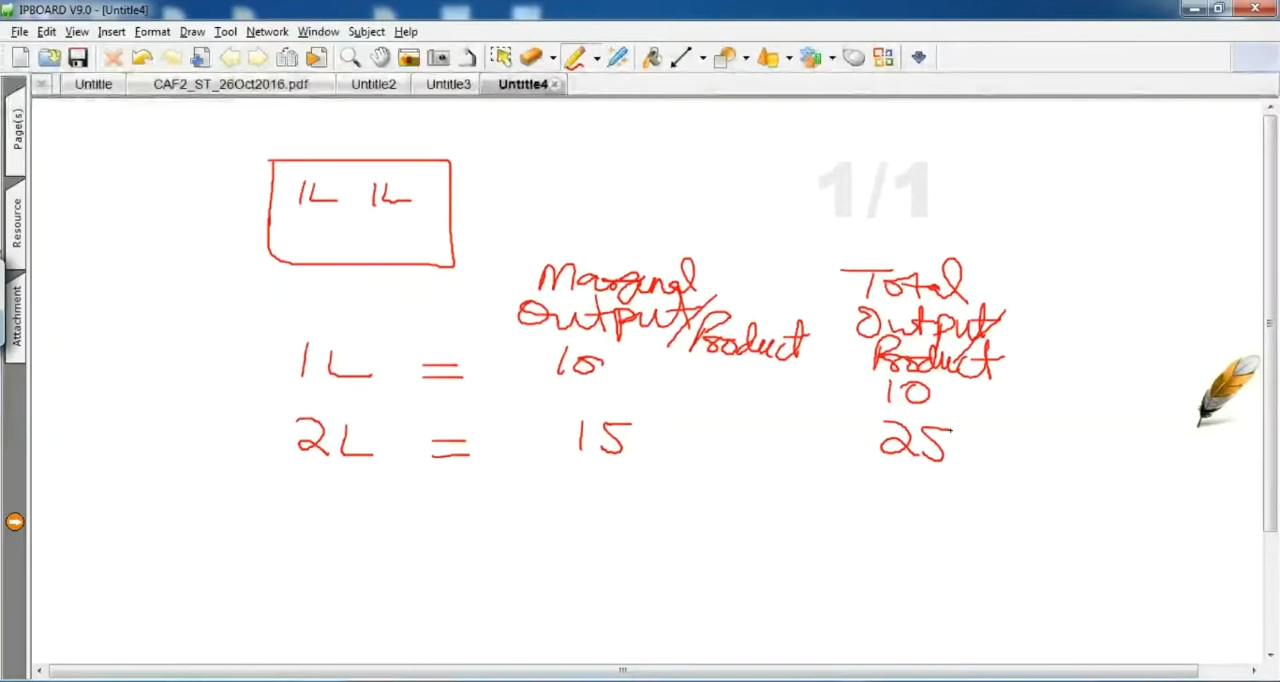 IPBOARD V9.0 - [Untitled4]
File Edit View Insert Format Draw Tool Network Window Subject Help
Untitle CAF2_ST_26Oct2016.pdf Untitle2 Untitle3 Untitle4
Page(s)
Resource
Attachment
1/1
1L 1L
Marginal Output/Product
Total Output/Product
1L = 10 10
2L = 15 25